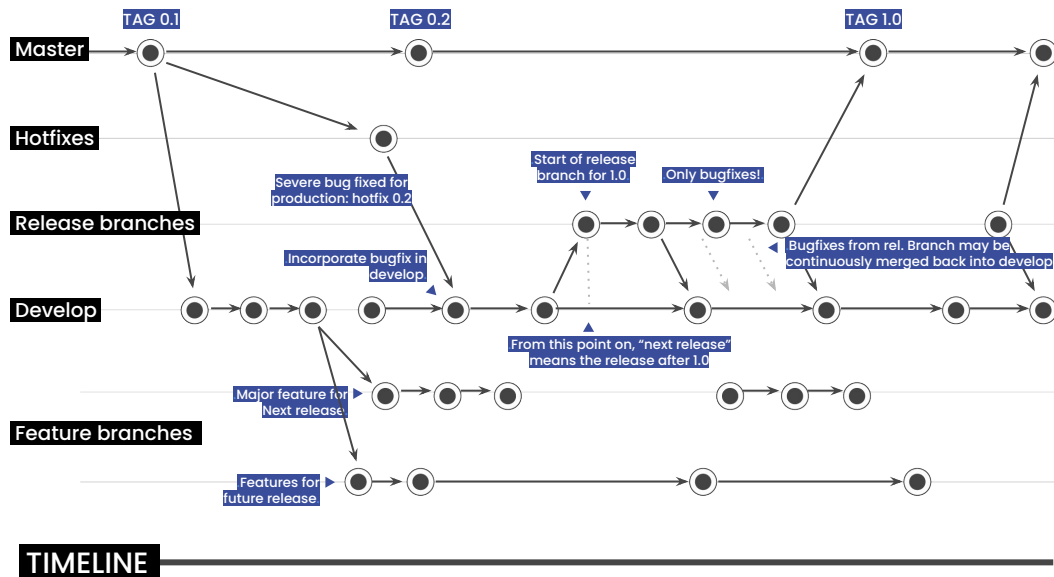 TAG 0.1
TAG 0.2
TAG 1.0
Master
Hotfixes
Start of release
branch for 1.0
Only bugfixes!
Severe bug fixed for
production: hotfix 0.2
Release branches
Bugfixes from rel. Branch may be
continuously merged back into develop
Incorporate bugfix in
develop
Develop
From this point on, “next release”
means the release after 1.0
Major feature for
Next release
Feature branches
Features for
future release
TIMELINE